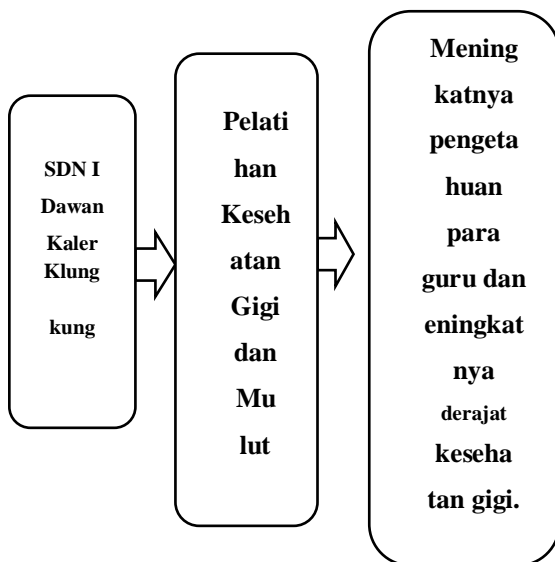 SDN I
Dawan
Kaler
Klung
kung
Pelati
han
Keseh
atan
Gigi
dan
Mu
lut
Mening
katnya
pengeta
huan
para
guru dan
eningkat
nya
derajat
keseha
tan gigi.